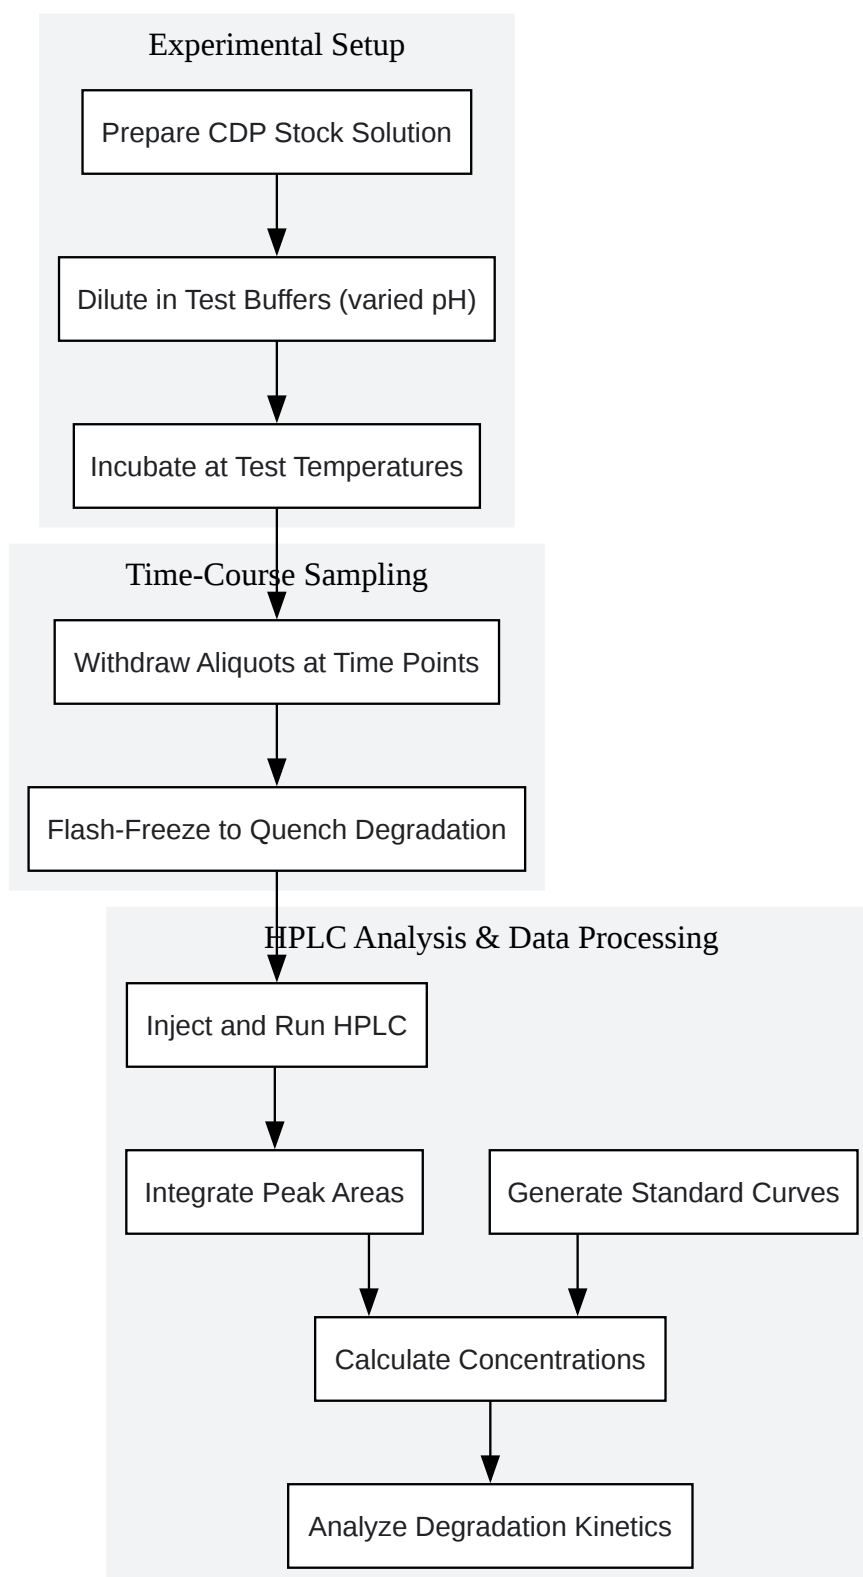 Experimental Setup
Prepare CDP Stock Solution
Dilute in Test Buffers (varied pH)
Incubate at Test Temperatures
Time-Course Sampling
Withdraw Aliquots at Time Points
Flash-Freeze to Quench Degradation
HPLC Analysis & Data Processing
Inject and Run HPLC
Integrate Peak Areas
Generate Standard Curves
Calculate Concentrations
Analyze Degradation Kinetics